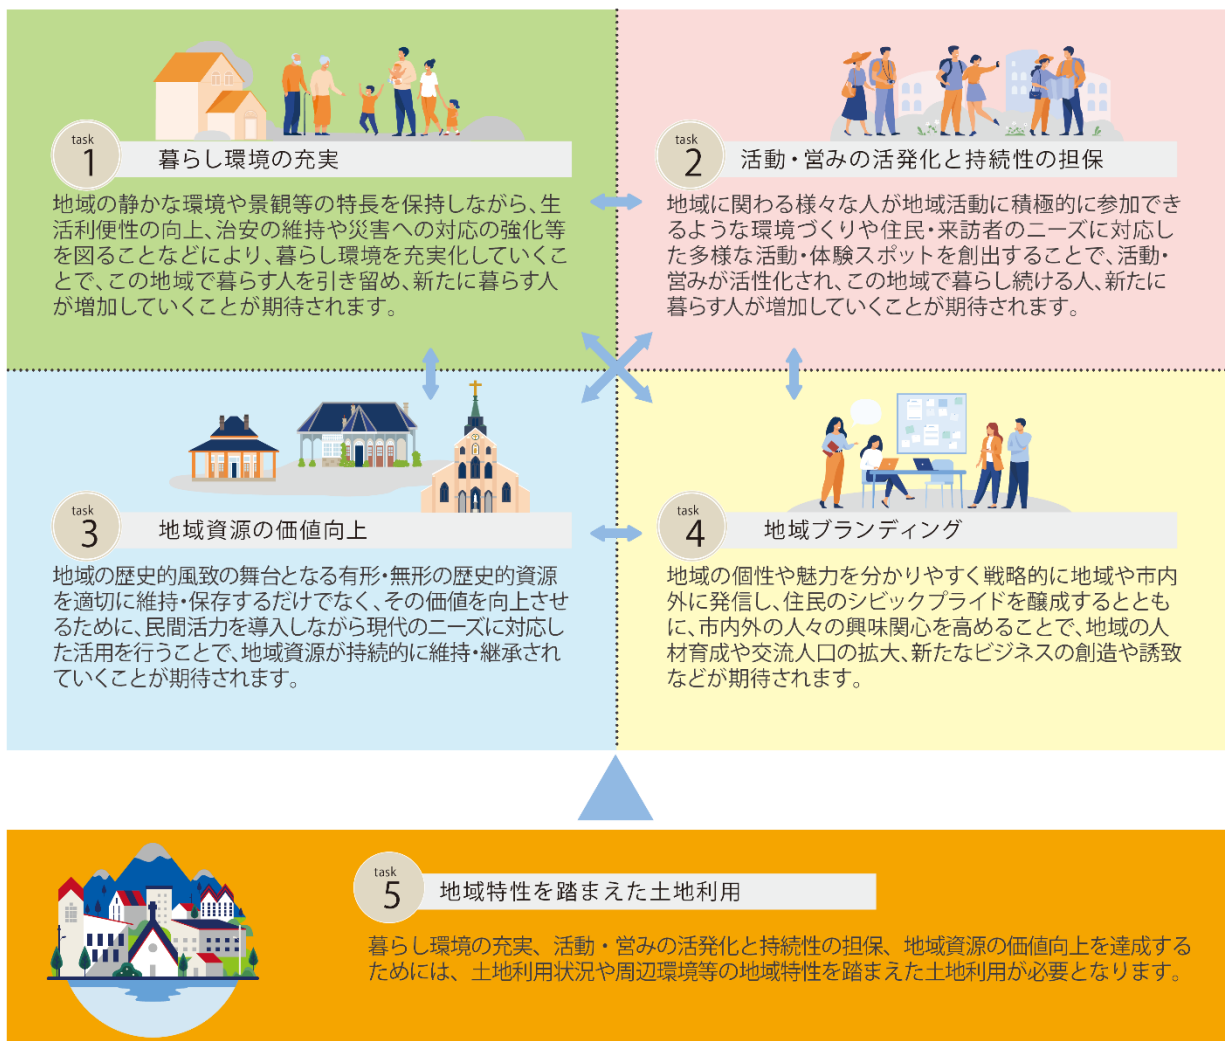 task
1
暮らし環境の充実
地域の静かな環境や景観等の特長を保持しながら、生
活利便性の向上、治安の維持や災害への対応の強化等
を図ることなどにより、暮らし環境を充実化していくこ
とで、この地域で暮らす人を引き留め、新たに暮らす人
が増加していくことが期待されます。
task
2
活動・営みの活発化と持続性の担保
地域に関わる様々な人が地域活動に積極的に参加でき
るような環境づくりや住民・来訪者のニーズに対応し
た多様な活動・体験スポットを創出することで、活動・
営みが活性化され、この地域で暮らし続ける人、新たに
暮らす人が増加していくことが期待されます。
task
3
地域資源の価値向上
地域の歴史的風致の舞台となる有形・無形の歴史的資源
を適切に維持・保存するだけでなく、その価値を向上させ
るために、民間活力を導入しながら現代のニーズに対応し
た活用を行うことで、地域資源が持続的に維持・継承され
ていくことが期待されます。
task
4
地域ブランディング
地域の個性や魅力を分かりやすく戦略的に地域や市内
外に発信し、住民のシビックプライドを醸成するととも
に、市内外の人々の興味関心を高めることで、地域の人
材育成や交流人口の拡大、新たなビジネスの創造や誘致
などが期待されます。
task
5
地域特性を踏まえた土地利用
暮らし環境の充実、活動・営みの活発化と持続性の担保、地域資源の価値向上を達成する
ためには、土地利用状況や周辺環境等の地域特性を踏まえた土地利用が必要となります。